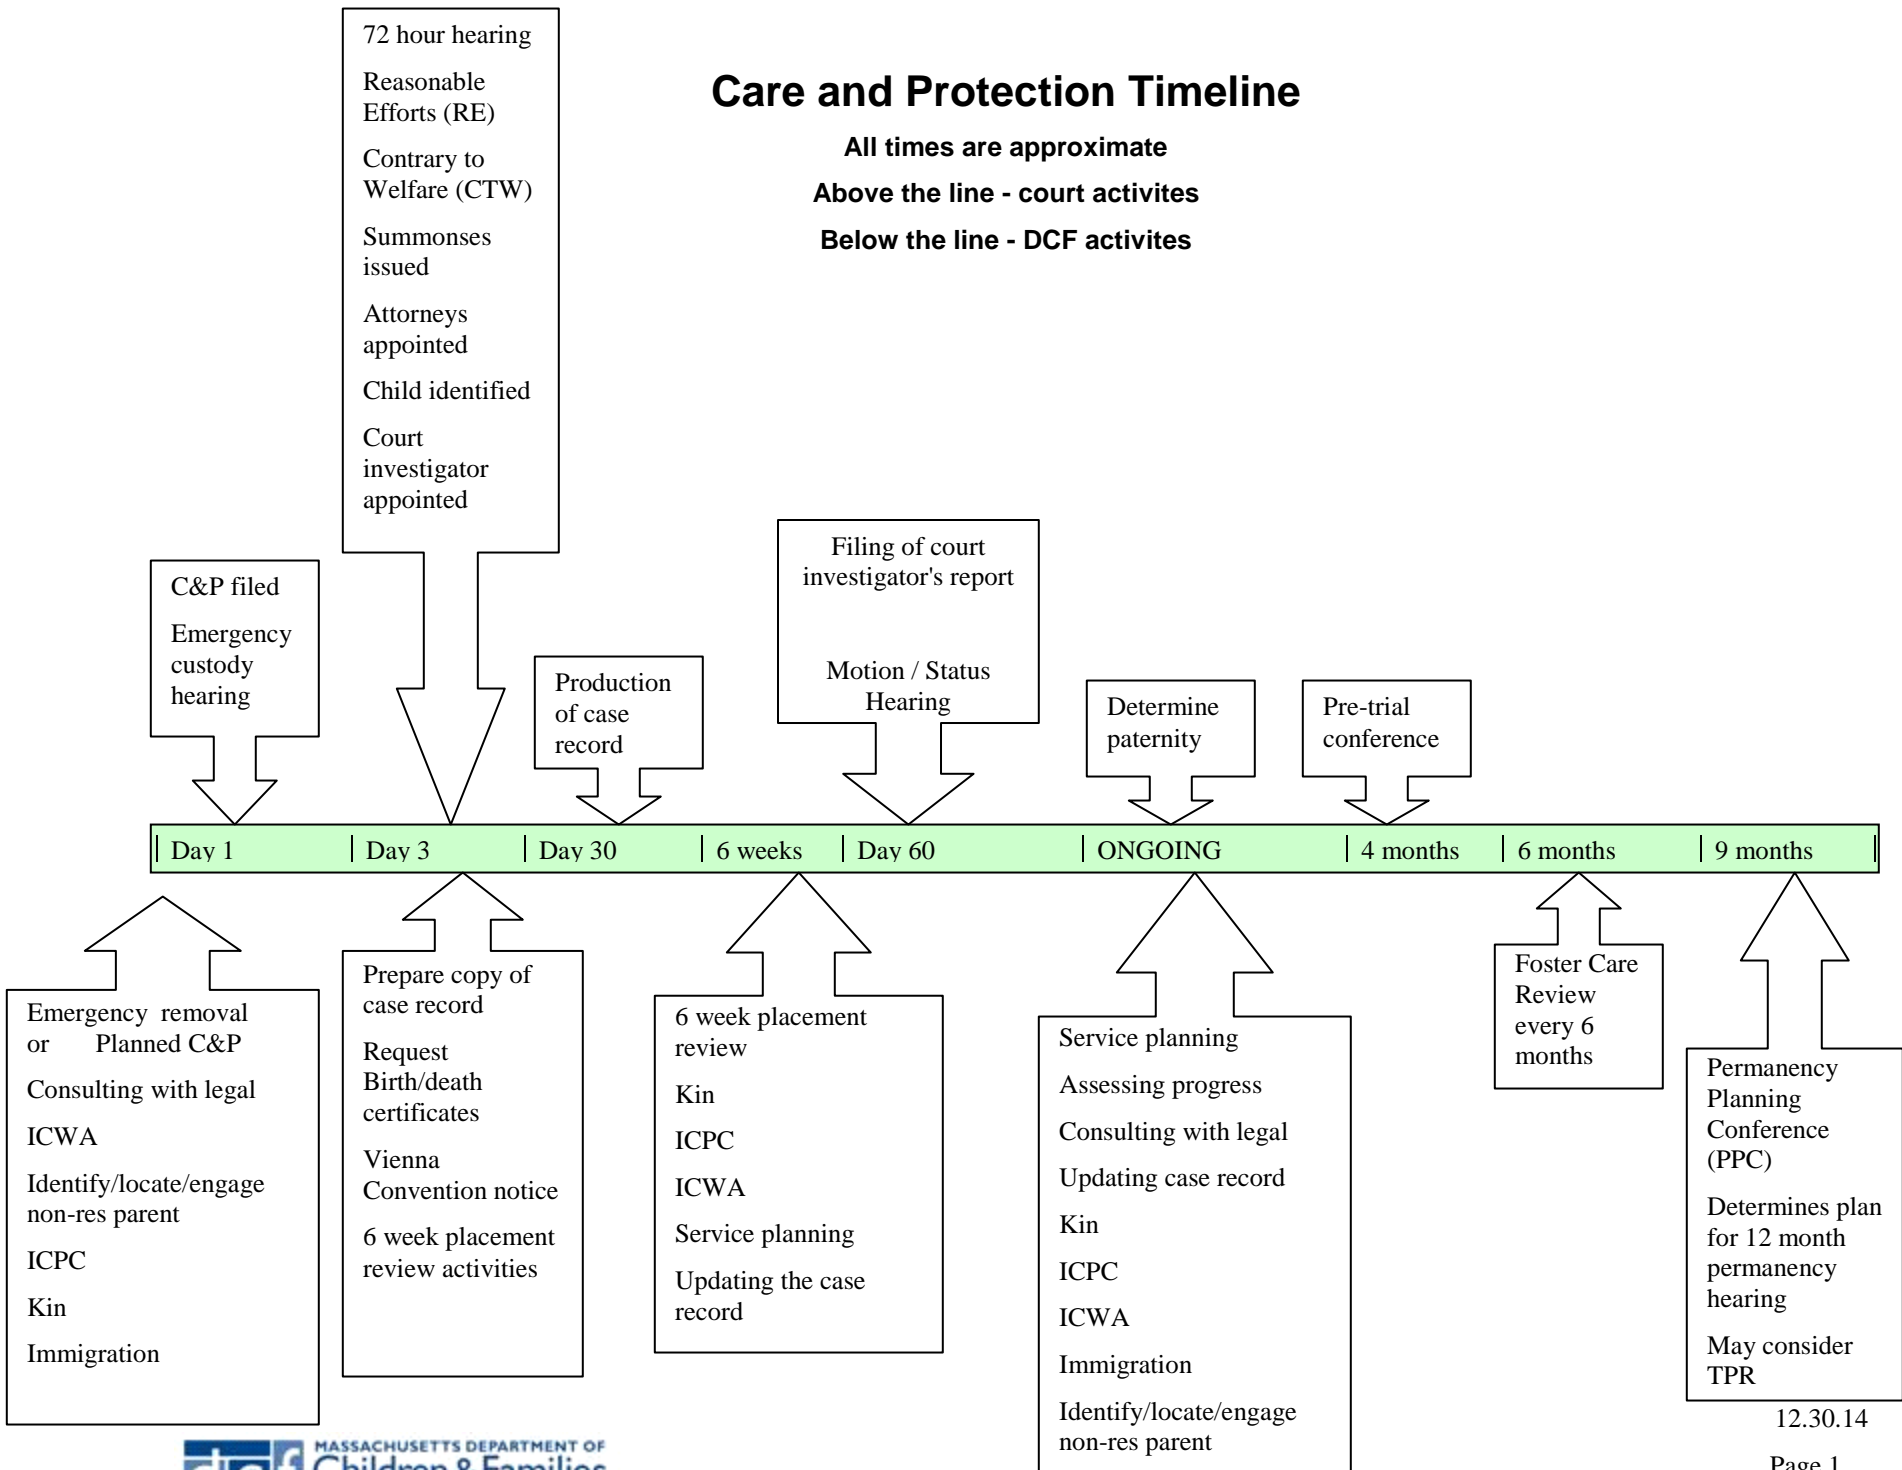 Care and Protection Timeline
All times are approximate
Above the line - court activites
Below the line - DCF activites
72 hour hearing
Reasonable
Efforts (RE)
Contrary to
Welfare (CTW)
Summonses
issued
Attorneys
appointed
Child identified
Court
investigator
appointed
C&P filed
Emergency
custody
hearing
Production
of case
record
Filing of court
investigator's report
Motion / Status
Hearing
Determine
paternity
Pre-trial
conference
Day 1
Day 3
Day 30
6 weeks
Day 60
ONGOING
4 months
6 months
9 months
Emergency removal
or Planned C&P
Consulting with legal
ICWA
Identify/locate/engage
non-res parent
ICPC
Kin
Immigration
Prepare copy of
case record
Request
Birth/death
certificates
Vienna
Convention notice
6 week placement
review activities
6 week placement
review
Kin
ICPC
ICWA
Service planning
Updating the case
record
Service planning
Assessing progress
Consulting with legal
Updating case record
Kin
ICPC
ICWA
Immigration
Identify/locate/engage
non-res parent
Foster Care
Review
every 6
months
Permanency
Planning
Conference
(PPC)
Determines plan
for 12 month
permanency
hearing
May consider
TPR
12.30.14
Page 1
dcf
MASSACHUSETTS DEPARTMENT OF
Children & Families